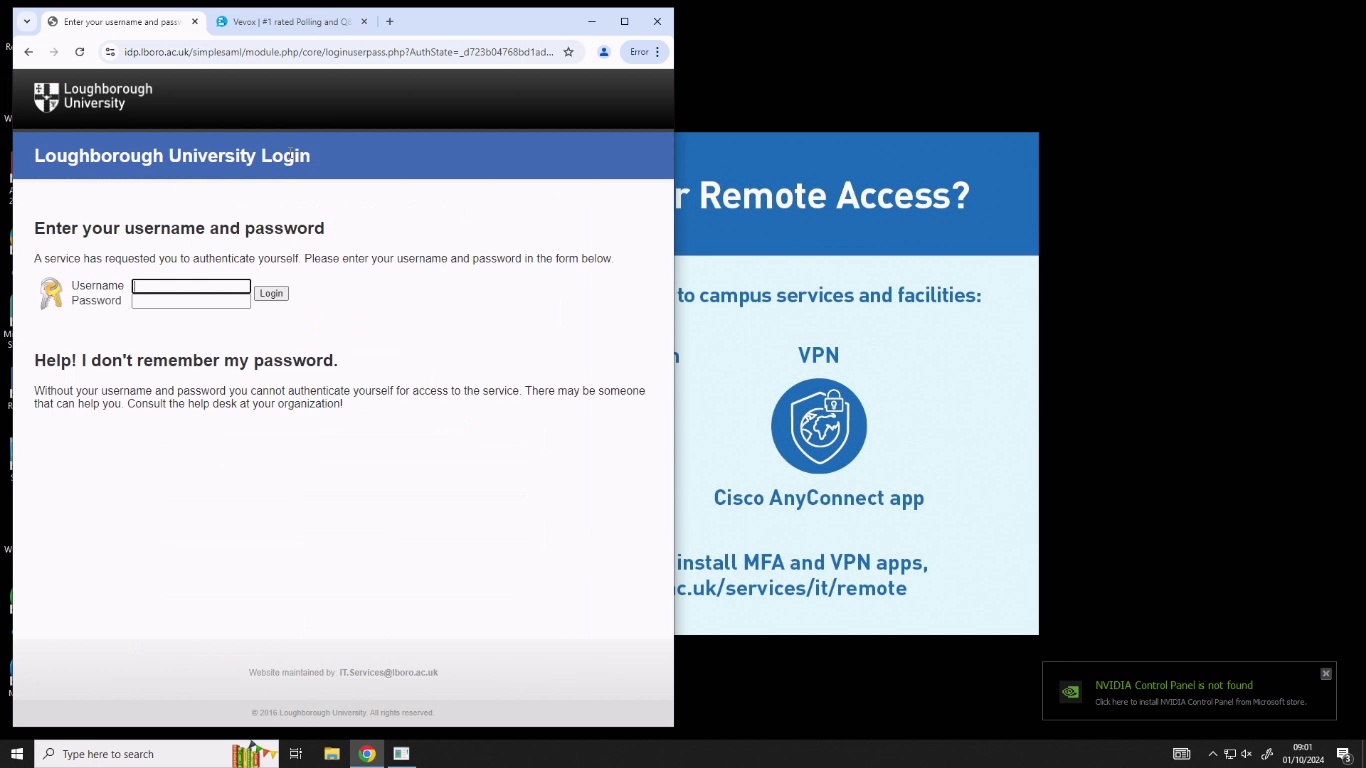 Enter your username and passw
Vevox | #1 rated Polling and Q&
idp.lboro.ac.uk/simplesaml/module.php/core/loginuserpass.php?AuthState=_d723b04768bd1ad...
Error
Loughborough
University
Loughborough University Login
Enter your username and password
A service has requested you to authenticate yourself. Please enter your username and password in the form below.
Username
Password
Login
Help! I don't remember my password.
Without your username and password you cannot authenticate yourself for access to the service. There may be someone
that can help you. Consult the help desk at your organization!
Website maintained by: IT.Services@lboro.ac.uk
© 2016 Loughborough University. All rights reserved.
r Remote Access?
to campus services and facilities:
VPN
Cisco AnyConnect app
install MFA and VPN apps,
c.uk/services/it/remote
NVIDIA Control Panel is not found
Click here to install NVIDIA Control Panel from Microsoft store.
Type here to search
09:01
01/10/2024
3